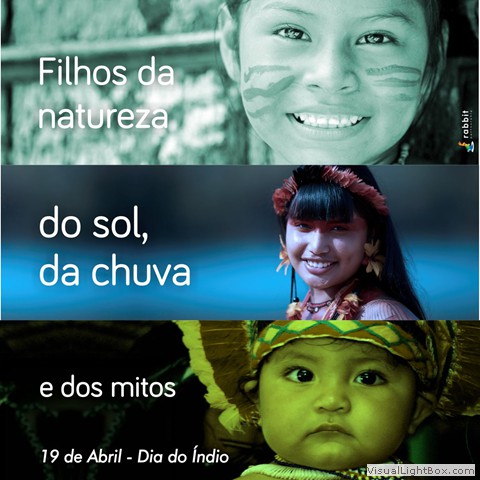 Filhos da
natureza
rabbit
do sol,
da chuva
e dos mitos
19 de Abril - Dia do Índio
VisualLightBox.com